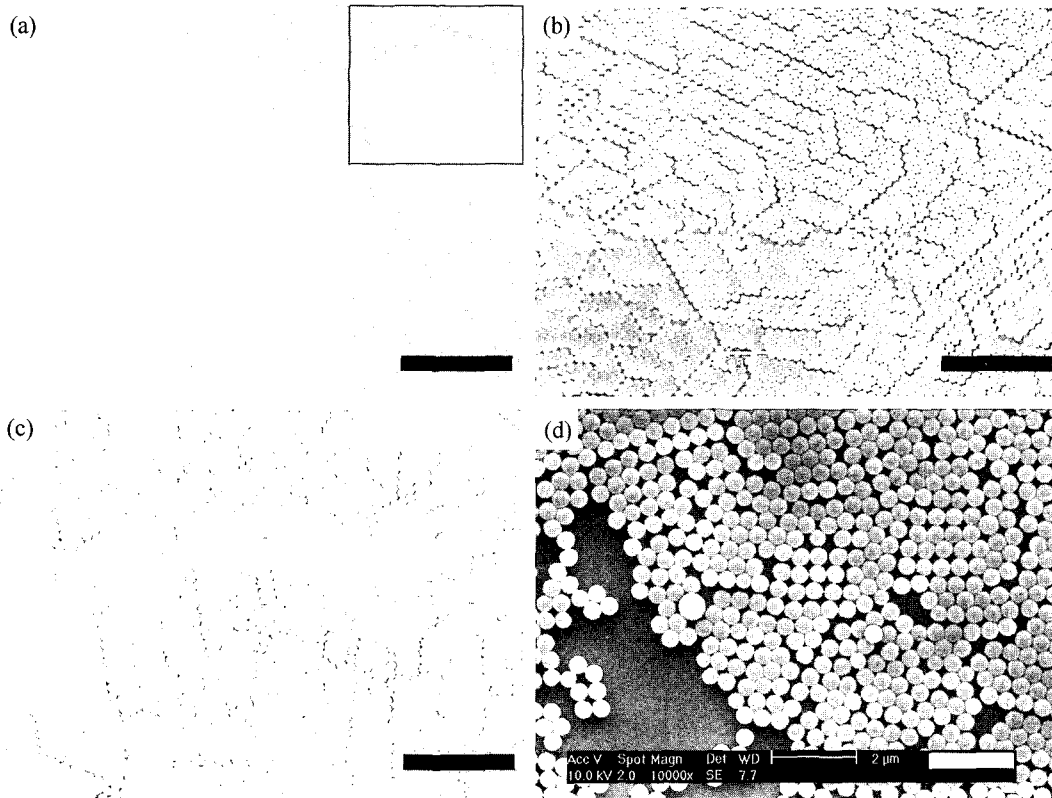 (a)
(b)
(c)
(d)
Acc V Spot Magn Det WD 2 μm
10.0 kV 2.0 10000x SE 7.7